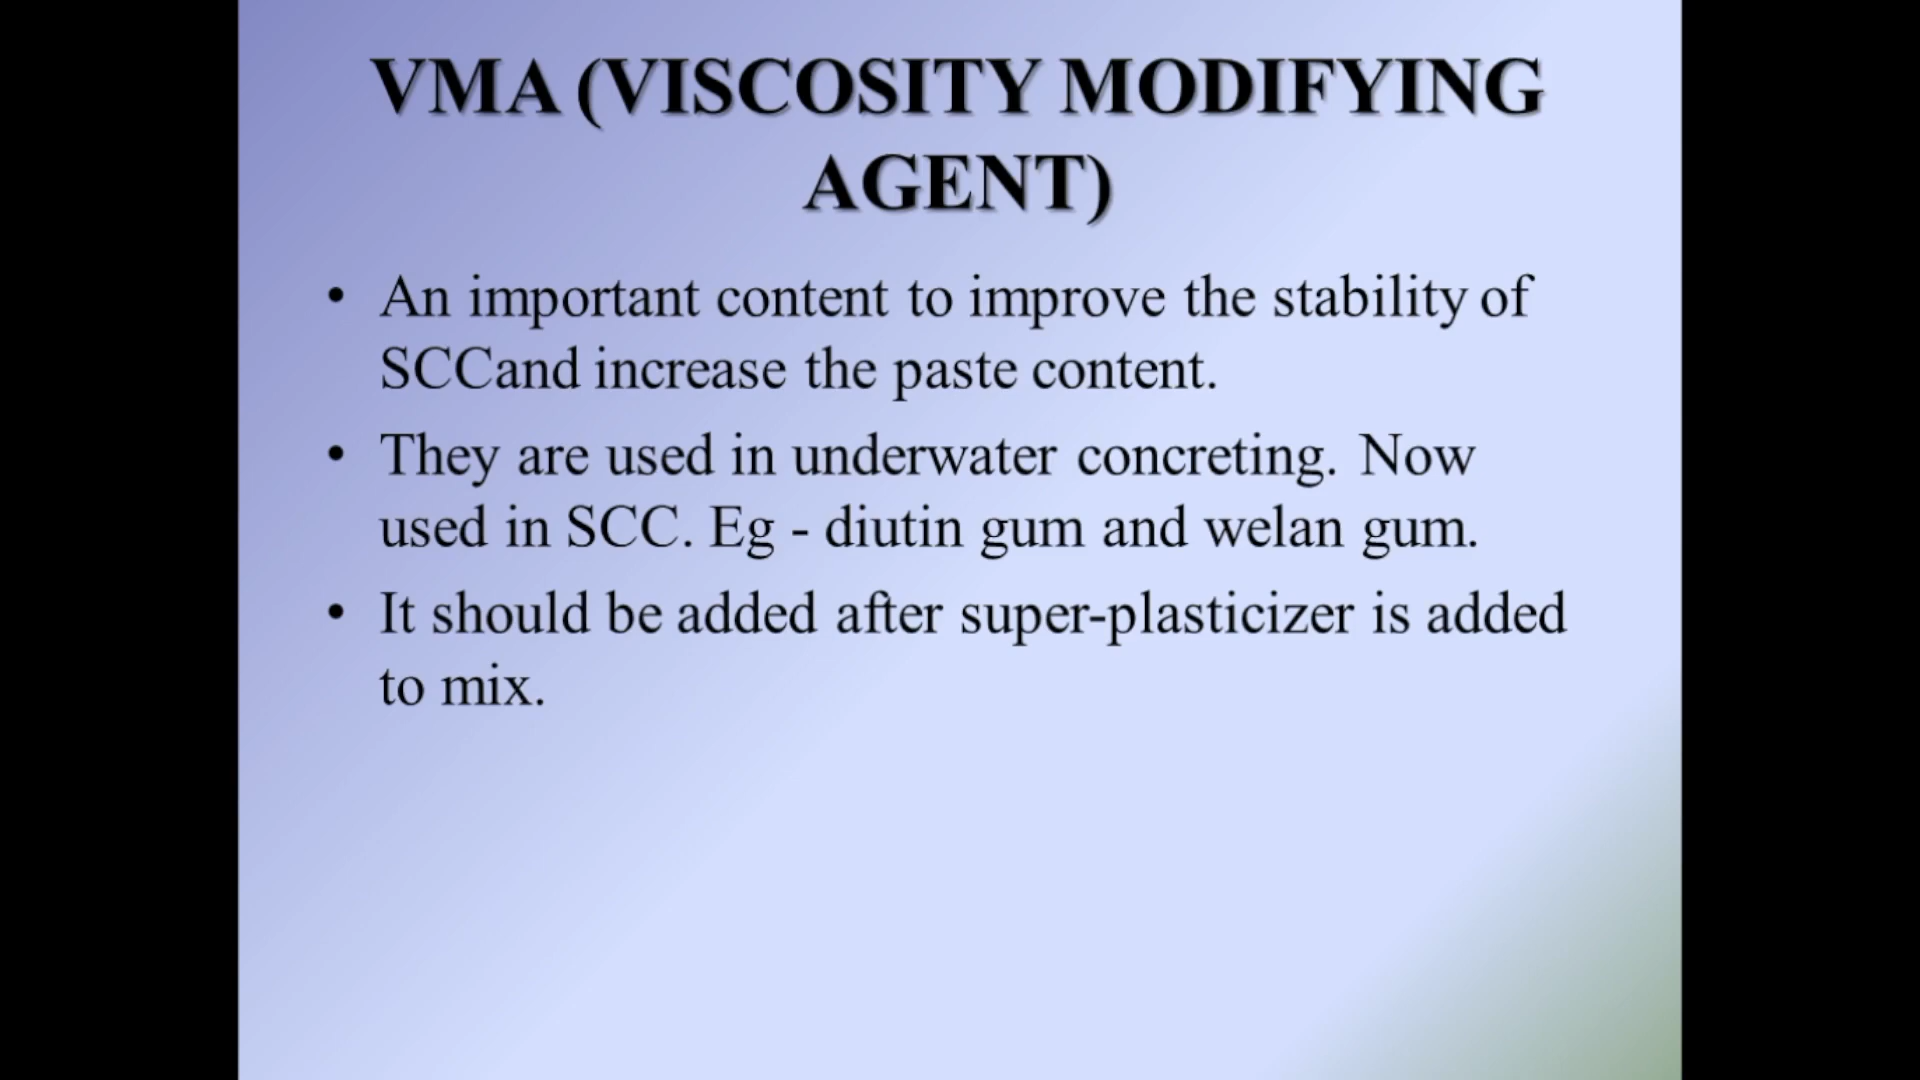 VMA (VISCOSITY MODIFYING
AGENT)
• An important content to improve the stability of
SCCand increase the paste content.
• They are used in underwater concreting. Now
used in SCC. Eg - diutin gum and welan gum.
• It should be added after super-plasticizer is added
to mix.